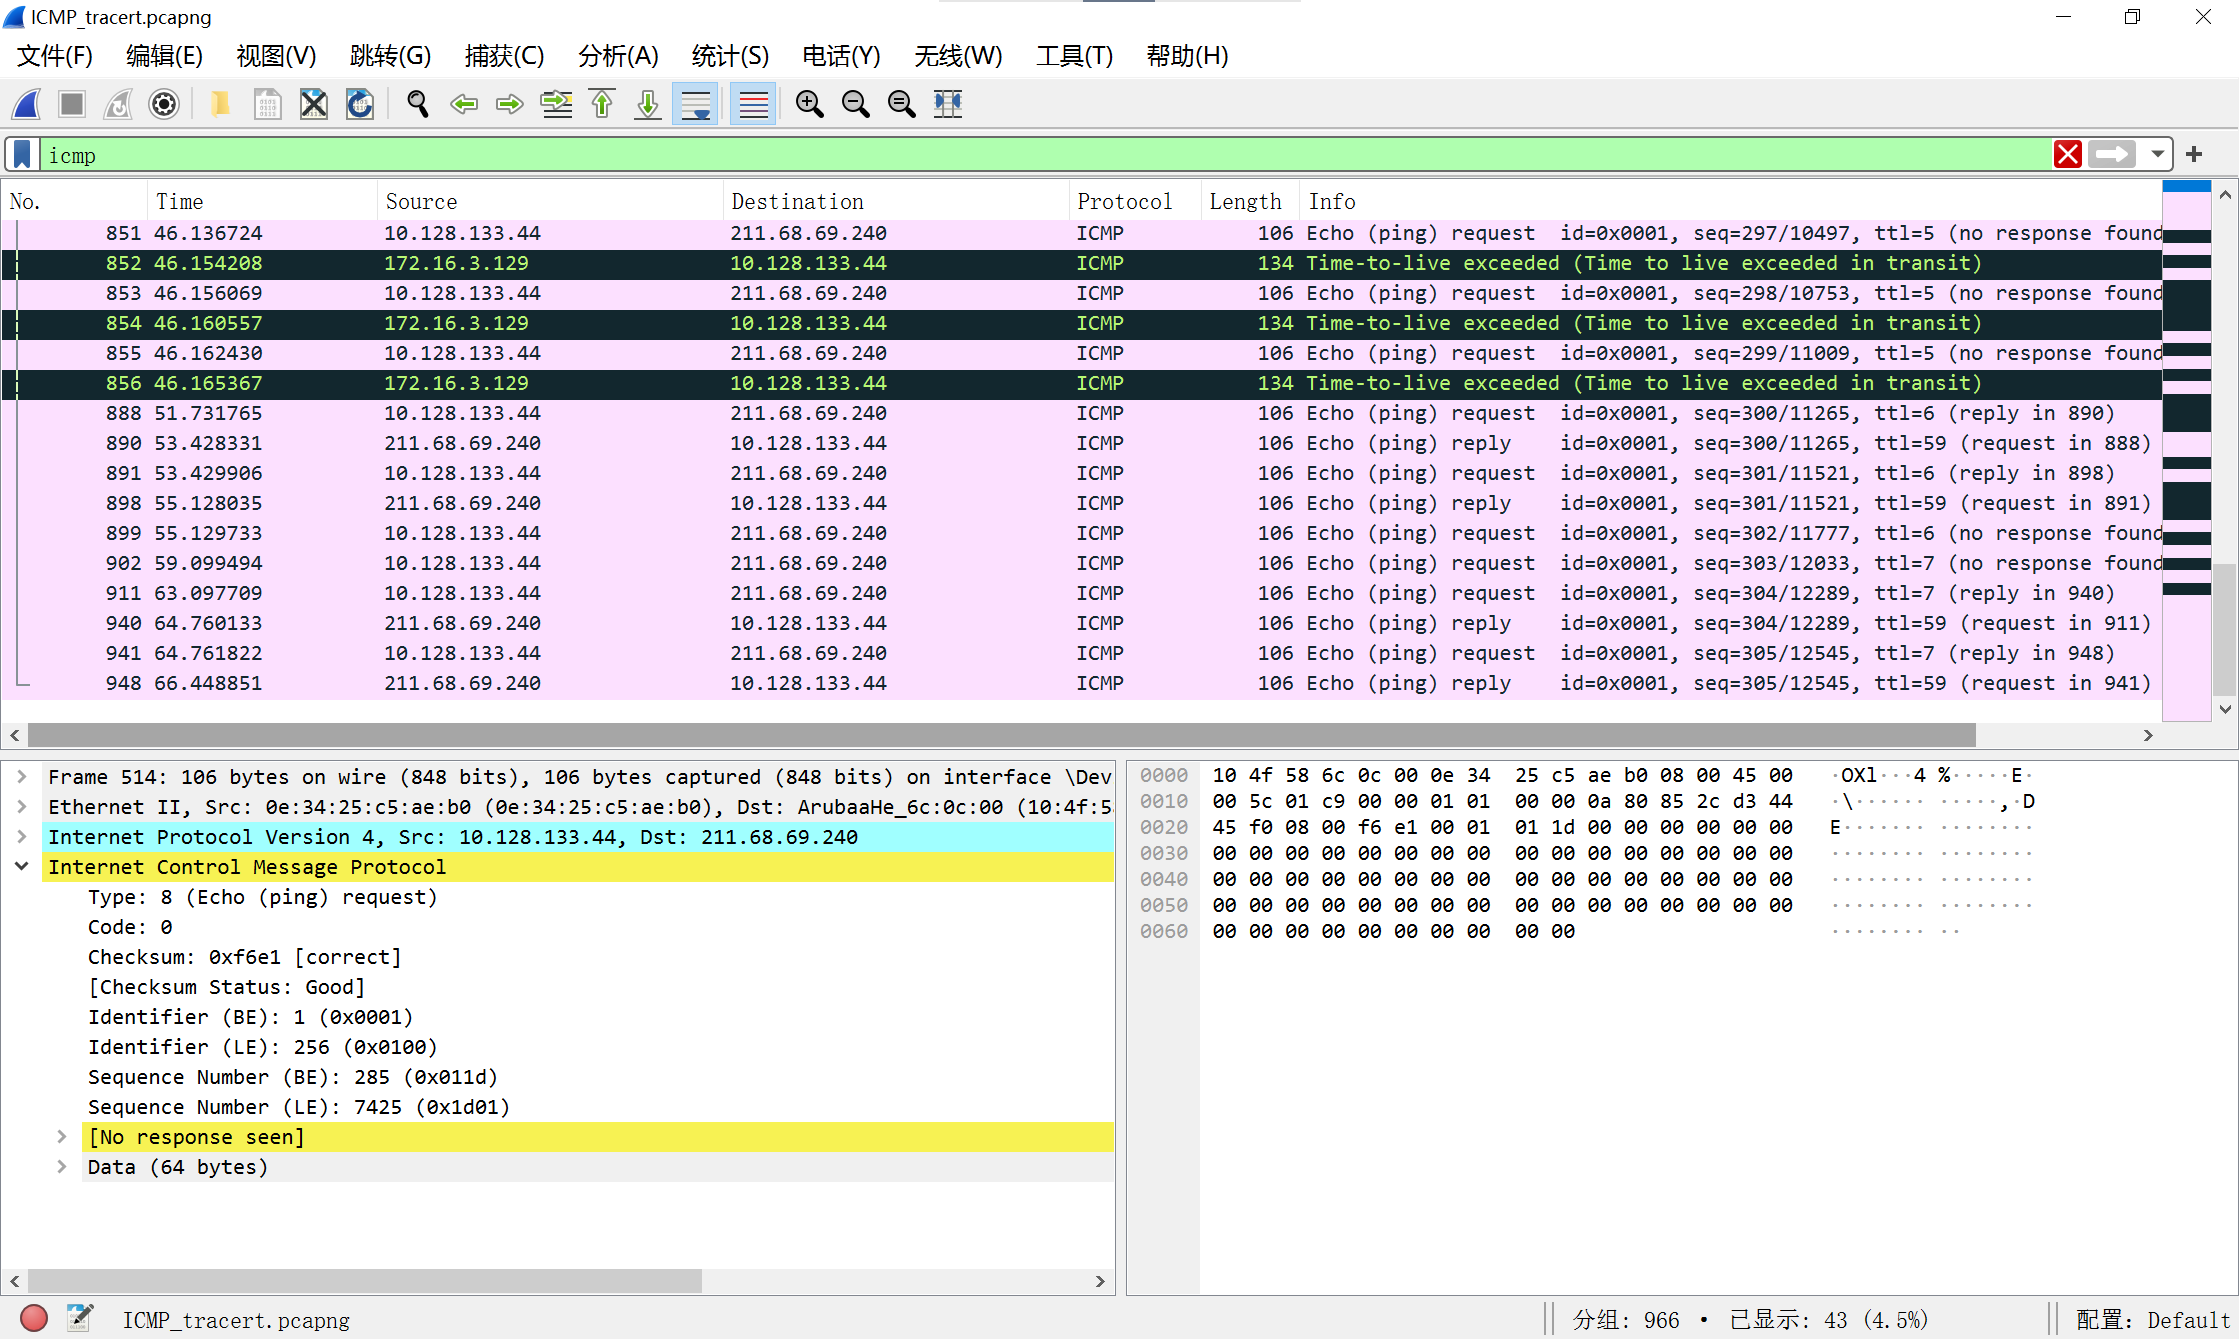 ICMP_tracert.pcapng
文件(F) 编辑(E) 视图(V) 跳转(G) 捕获(C) 分析(A) 统计(S) 电话(Y) 无线(W) 工具(T) 帮助(H)
icmp
No. Time Source Destination Protocol Length Info
851 46.136724 10.128.133.44 211.68.69.240 ICMP 106 Echo (ping) request id=0x0001, seq=297/10497, ttl=5 (no response found
852 46.154208 172.16.3.129 10.128.133.44 ICMP 134 Time-to-live exceeded (Time to live exceeded in transit)
853 46.156069 10.128.133.44 211.68.69.240 ICMP 106 Echo (ping) request id=0x0001, seq=298/10753, ttl=5 (no response found
854 46.160557 172.16.3.129 10.128.133.44 ICMP 134 Time-to-live exceeded (Time to live exceeded in transit)
855 46.162430 10.128.133.44 211.68.69.240 ICMP 106 Echo (ping) request id=0x0001, seq=299/11009, ttl=5 (no response found
856 46.165367 172.16.3.129 10.128.133.44 ICMP 134 Time-to-live exceeded (Time to live exceeded in transit)
888 51.731765 10.128.133.44 211.68.69.240 ICMP 106 Echo (ping) request id=0x0001, seq=300/11265, ttl=6 (reply in 890)
890 53.428331 211.68.69.240 10.128.133.44 ICMP 106 Echo (ping) reply id=0x0001, seq=300/11265, ttl=59 (request in 888)
891 53.429906 10.128.133.44 211.68.69.240 ICMP 106 Echo (ping) request id=0x0001, seq=301/11521, ttl=6 (reply in 898)
898 55.128035 211.68.69.240 10.128.133.44 ICMP 106 Echo (ping) reply id=0x0001, seq=301/11521, ttl=59 (request in 891)
899 55.129733 10.128.133.44 211.68.69.240 ICMP 106 Echo (ping) request id=0x0001, seq=302/11777, ttl=6 (no response found
902 59.099494 10.128.133.44 211.68.69.240 ICMP 106 Echo (ping) request id=0x0001, seq=303/12033, ttl=7 (no response found
911 63.097709 10.128.133.44 211.68.69.240 ICMP 106 Echo (ping) request id=0x0001, seq=304/12289, ttl=7 (reply in 940)
940 64.760133 211.68.69.240 10.128.133.44 ICMP 106 Echo (ping) reply id=0x0001, seq=304/12289, ttl=59 (request in 911)
941 64.761822 10.128.133.44 211.68.69.240 ICMP 106 Echo (ping) request id=0x0001, seq=305/12545, ttl=7 (reply in 948)
948 66.448851 211.68.69.240 10.128.133.44 ICMP 106 Echo (ping) reply id=0x0001, seq=305/12545, ttl=59 (request in 941)
Frame 514: 106 bytes on wire (848 bits), 106 bytes captured (848 bits) on interface \Dev
Ethernet II, Src: 0e:34:25:c5:ae:b0 (0e:34:25:c5:ae:b0), Dst: ArubaaHe_6c:0c:00 (10:4f:5
Internet Protocol Version 4, Src: 10.128.133.44, Dst: 211.68.69.240
Internet Control Message Protocol
Type: 8 (Echo (ping) request)
Code: 0
Checksum: 0xf6e1 [correct]
[Checksum Status: Good]
Identifier (BE): 1 (0x0001)
Identifier (LE): 256 (0x0100)
Sequence Number (BE): 285 (0x011d)
Sequence Number (LE): 7425 (0x1d01)
[No response seen]
Data (64 bytes)
0000 10 4f 58 6c 0c 00 0e 34 25 c5 ae b0 08 00 45 00 ·OXl···4 %·····E·
0010 00 5c 01 c9 00 00 01 01 00 00 0a 80 85 2c d3 44 ·\······ ·····,·D
0020 45 f0 08 00 f6 e1 00 01 01 1d 00 00 00 00 00 00 E······· ········
0030 00 00 00 00 00 00 00 00 00 00 00 00 00 00 00 00 ········ ········
0040 00 00 00 00 00 00 00 00 00 00 00 00 00 00 00 00 ········ ········
0050 00 00 00 00 00 00 00 00 00 00 00 00 00 00 00 00 ········ ········
0060 00 00 00 00 00 00 00 00 00 00 ········ ··
ICMP_tracert.pcapng 分组: 966 · 已显示: 43 (4.5%) 配置: Default